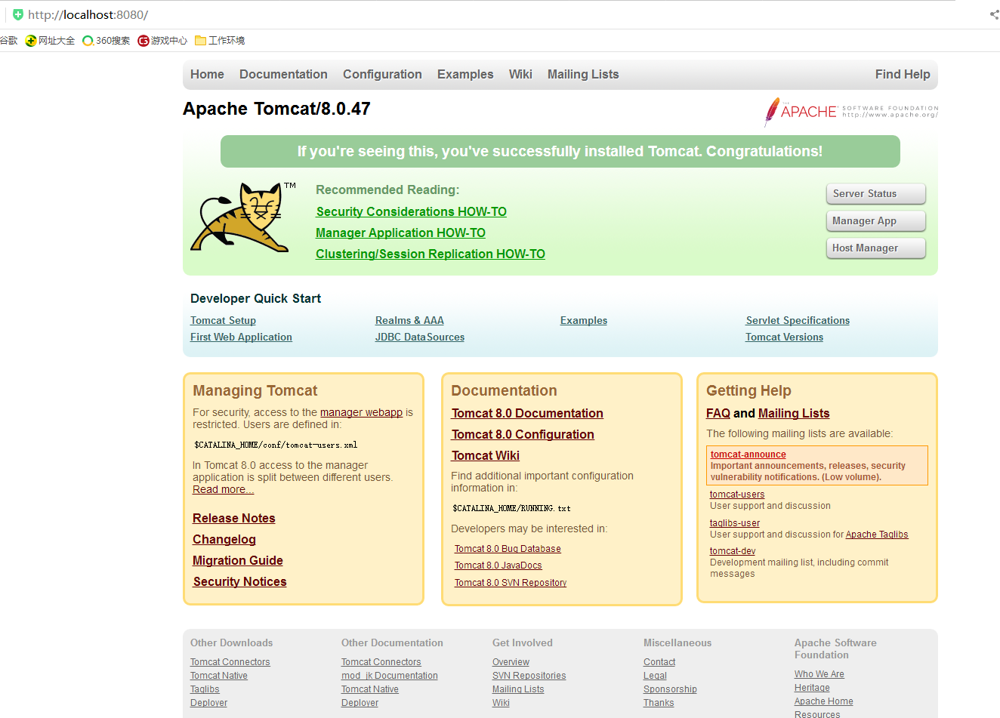 http://localhost:8080/
谷歌 网址大全 360搜索 游戏中心 工作环境
Home Documentation Configuration Examples Wiki Mailing Lists Find Help
Apache Tomcat/8.0.47
THE APACHE SOFTWARE FOUNDATION
http://www.apache.org/
If you're seeing this, you've successfully installed Tomcat. Congratulations!
TM
Recommended Reading:
Security Considerations HOW-TO
Manager Application HOW-TO
Clustering/Session Replication HOW-TO
Server Status
Manager App
Host Manager
Developer Quick Start
Tomcat Setup
First Web Application
Realms & AAA
JDBC DataSources
Examples
Servlet Specifications
Tomcat Versions
Managing Tomcat
For security, access to the manager webapp is
restricted. Users are defined in:
$CATALINA_HOME/conf/tomcat-users.xml
In Tomcat 8.0 access to the manager
application is split between different users.
Read more...
Release Notes
Changelog
Migration Guide
Security Notices
Documentation
Tomcat 8.0 Documentation
Tomcat 8.0 Configuration
Tomcat Wiki
Find additional important configuration
information in:
$CATALINA_HOME/RUNNING.txt
Developers may be interested in:
Tomcat 8.0 Bug Database
Tomcat 8.0 JavaDocs
Tomcat 8.0 SVN Repository
Getting Help
FAQ and Mailing Lists
The following mailing lists are available:
tomcat-announce
Important announcements, releases, security
vulnerability notifications. (Low volume).
tomcat-users
User support and discussion
taglibs-user
User support and discussion for Apache Taglibs
tomcat-dev
Development mailing list, including commit
messages
Other Downloads
Tomcat Connectors
Tomcat Native
Taglibs
Deployer
Other Documentation
Tomcat Connectors
mod_jk Documentation
Tomcat Native
Deployer
Get Involved
Overview
SVN Repositories
Mailing Lists
Wiki
Miscellaneous
Contact
Legal
Sponsorship
Thanks
Apache Software
Foundation
Who We Are
Heritage
Apache Home
Resources